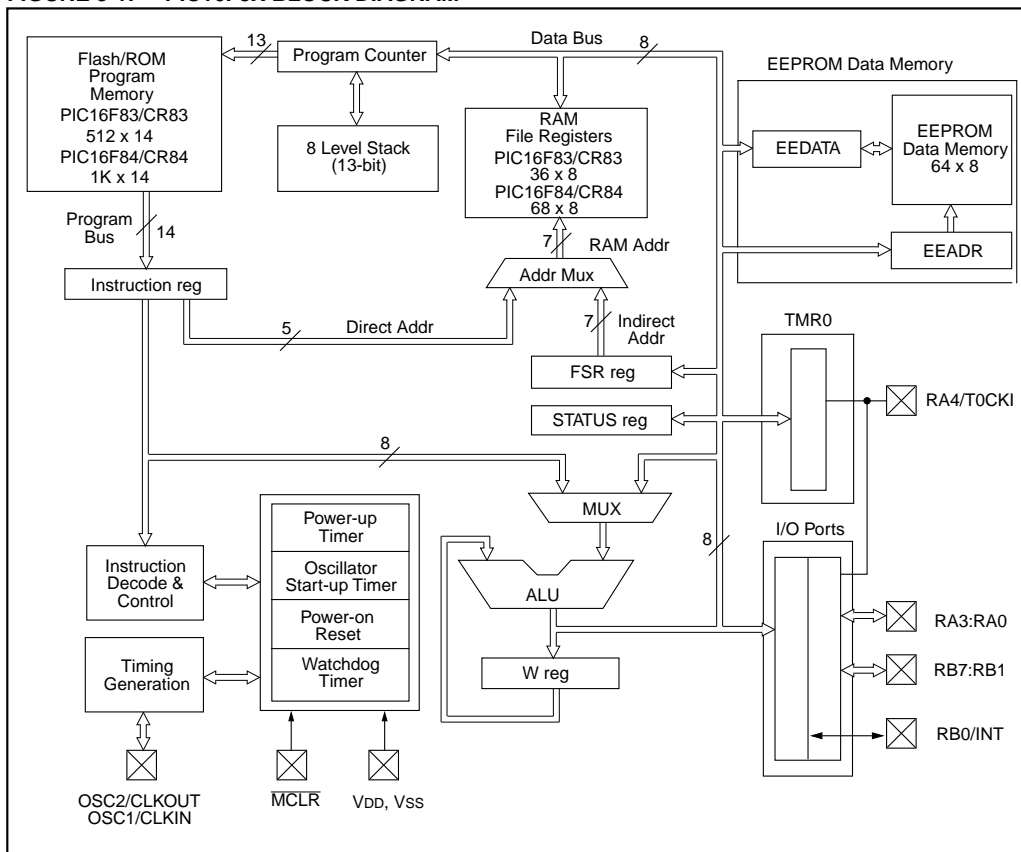 Flash/ROM
Program
Memory
PIC16F83/CR83
512 x 14
PIC16F84/CR84
1K x 14
13
Program Counter
8 Level Stack
(13-bit)
Data Bus
8
RAM
File Registers
PIC16F83/CR83
36 x 8
PIC16F84/CR84
68 x 8
EEPROM Data Memory
EEDATA
EEPROM
Data Memory
64 x 8
EEADR
Program
Bus
14
Instruction reg
7
RAM Addr
Addr Mux
5
Direct Addr
7
Indirect
Addr
FSR reg
STATUS reg
TMR0
RA4/T0CKI
8
MUX
8
ALU
W reg
I/O Ports
RA3:RA0
RB7:RB1
RB0/INT
Instruction
Decode &
Control
Timing
Generation
Power-up
Timer
Oscillator
Start-up Timer
Power-on
Reset
Watchdog
Timer
OSC2/CLKOUT
OSC1/CLKIN
MCLR
VDD, VSS